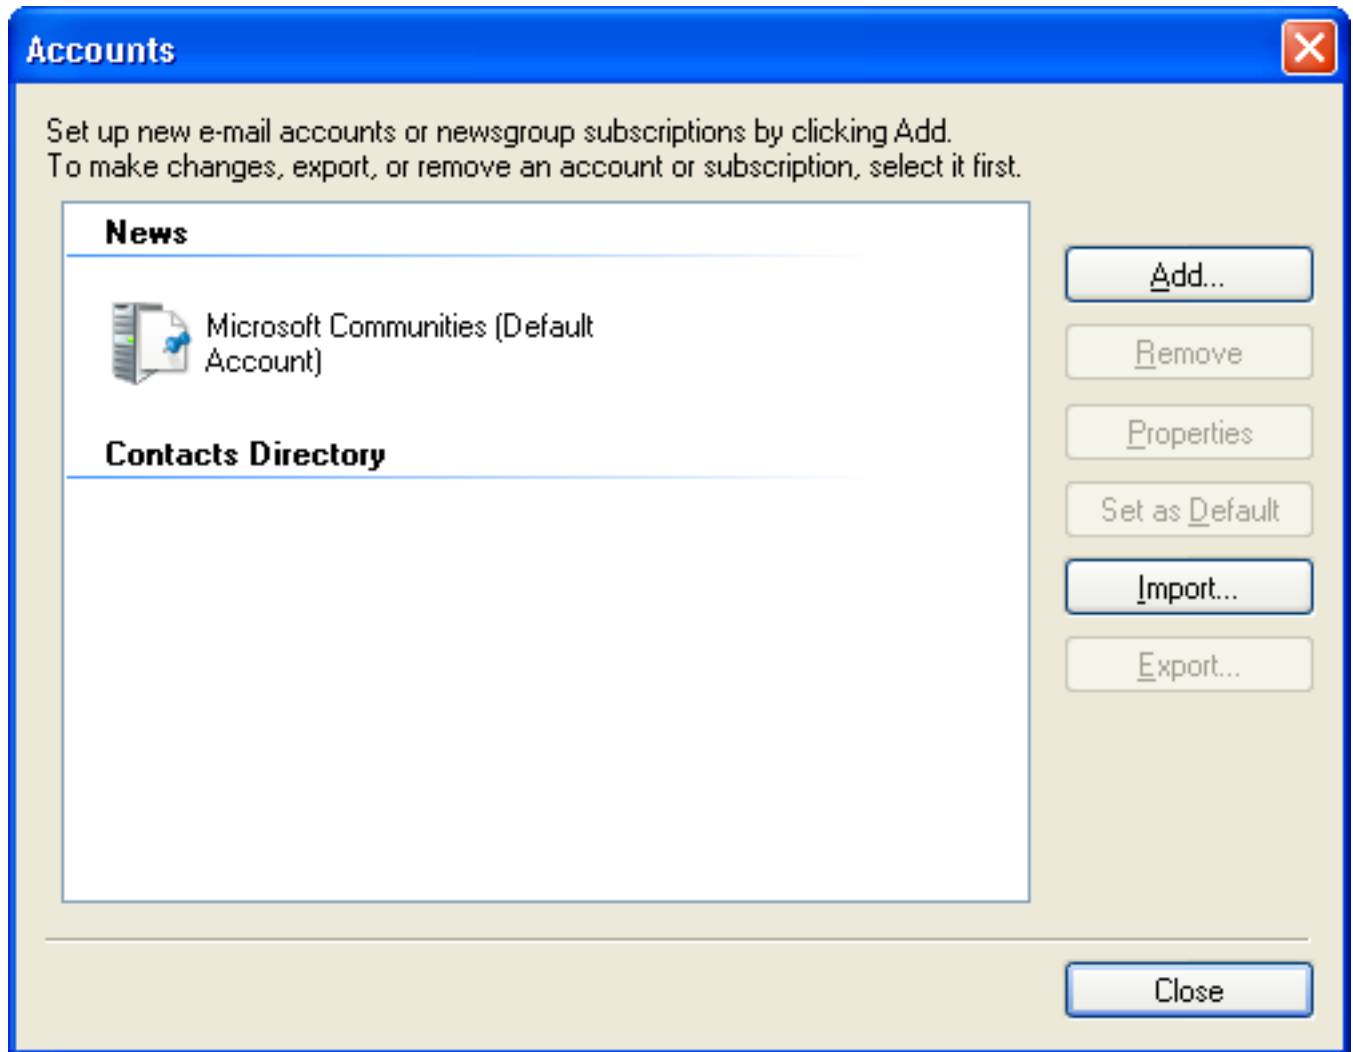 Accounts
Set up new e-mail accounts or newsgroup subscriptions by clicking Add.
To make changes, export, or remove an account or subscription, select it first.
News
Microsoft Communities (Default
Account)
Contacts Directory
Add...
Remove
Properties
Set as Default
Import...
Export...
Close